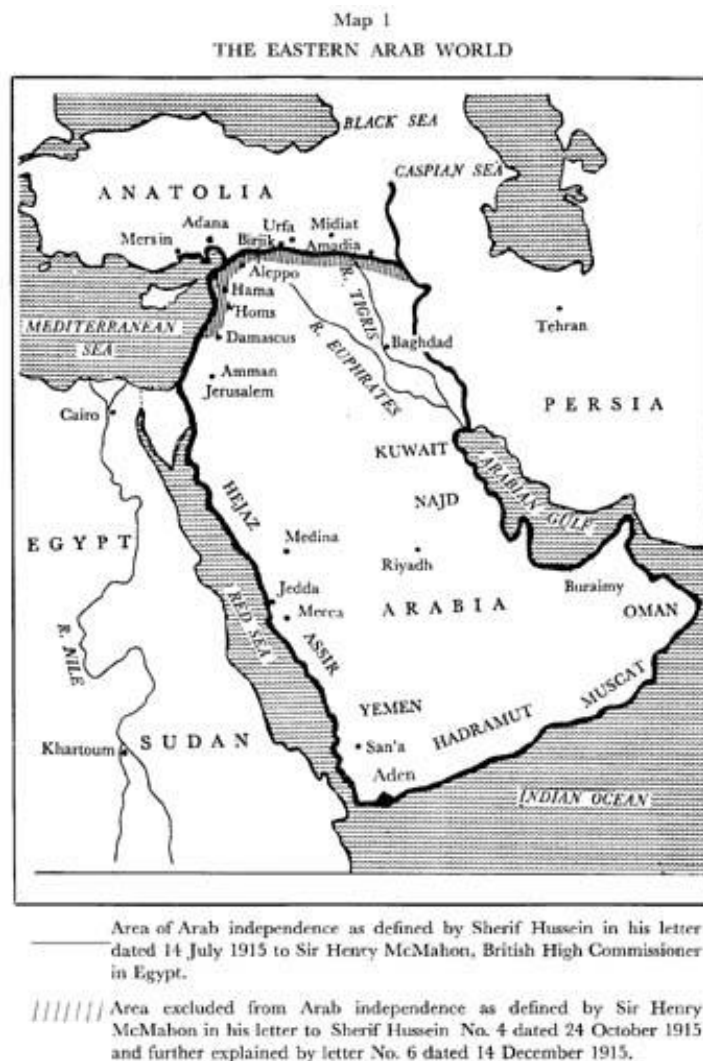 Map 1
THE EASTERN ARAB WORLD
BLACK SEA
CASPIAN SEA
ANATOLIA
Adana
Urfa
Midiat
Mersin
Birjik
Amadia
Aleppo
Hama
Homs
R. TIGRIS
MEDITERRANEAN
SEA
Damascus
R. EUPHRATES
Baghdad
Tehran
Amman
Jerusalem
Cairo
PERSIA
KUWAIT
ARABIAN GULF
HEJAZ
NAJD
EGYPT
Medina
Riyadh
Buraimy
Jedda
Mecca
ARABIA
OMAN
R. NILE
RED SEA
ASSIR
MUSCAT
YEMEN
HADRAMUT
Khartoum
SUDAN
San'a
Aden
INDIAN OCEAN
Area of Arab independence as defined by Sherif Hussein in his letter
dated 14 July 1915 to Sir Henry McMahon, British High Commissioner
in Egypt.
Area excluded from Arab independence as defined by Sir Henry
McMahon in his letter to Sherif Hussein No. 4 dated 24 October 1915
and further explained by letter No. 6 dated 14 December 1915.